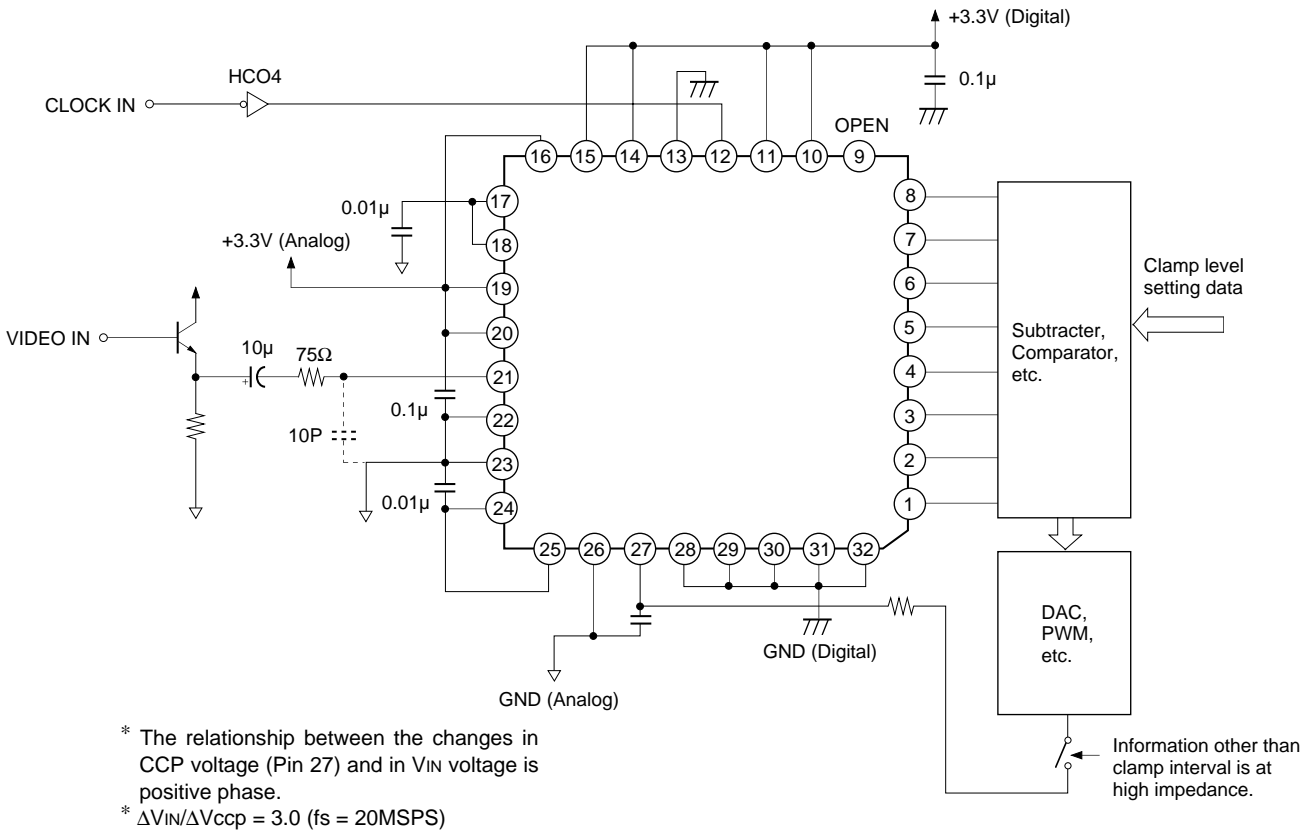 +3.3V (Digital)
HCO4
0.1µ
CLOCK IN
OPEN
16 15 14 13 12 11 10 9
17
8
0.01µ
18
7
+3.3V (Analog)
19
6
Clamp level
setting data
20
5
VIDEO IN
Subtracter,
Comparator,
etc.
10µ
75Ω
+
21
4
0.1µ
22
3
10P
23
2
0.01µ
24
1
25 26 27 28 29 30 31 32
DAC,
PWM,
etc.
GND (Digital)
GND (Analog)
* The relationship between the changes in
CCP voltage (Pin 27) and in VIN voltage is
positive phase.
* ΔVIN/ΔVccp = 3.0 (fs = 20MSPS)
Information other than
clamp interval is at
high impedance.